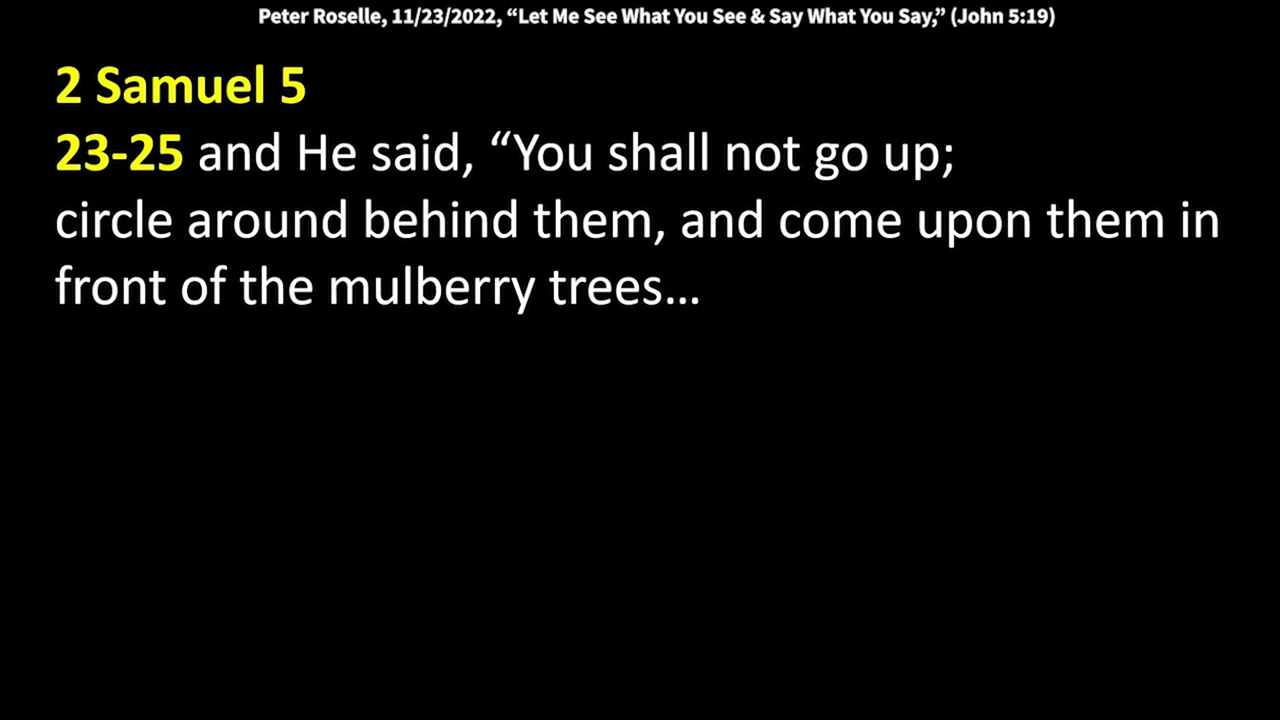 Peter Roselle, 11/23/2022, “Let Me See What You See & Say What You Say,” (John 5:19)
2 Samuel 5
23-25 and He said, “You shall not go up;
circle around behind them, and come upon them in
front of the mulberry trees…